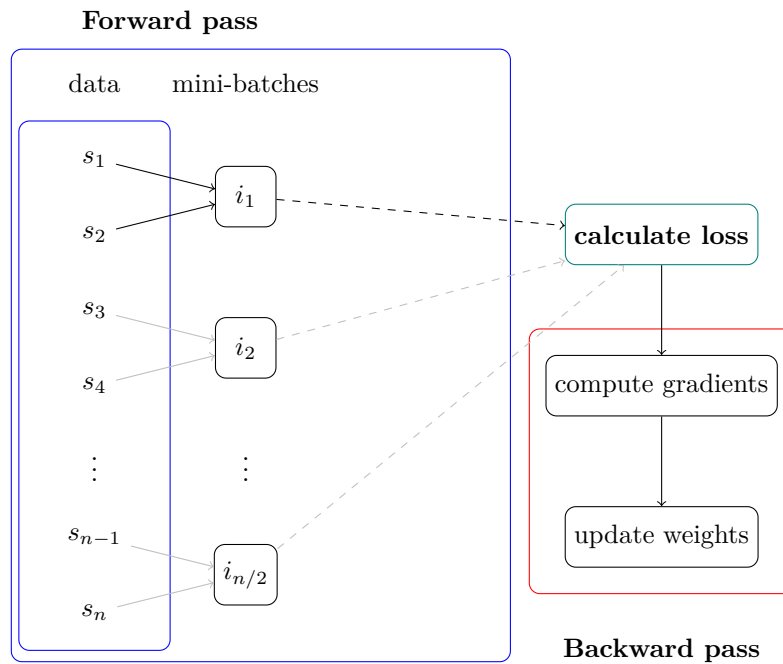 Forward pass
data mini-batches
s₁
i₁
s₂
calculate loss
s₃
i₂
s₄
compute gradients
⋮ ⋮
sₙ₋₁
update weights
iₙ/₂
sₙ
Backward pass